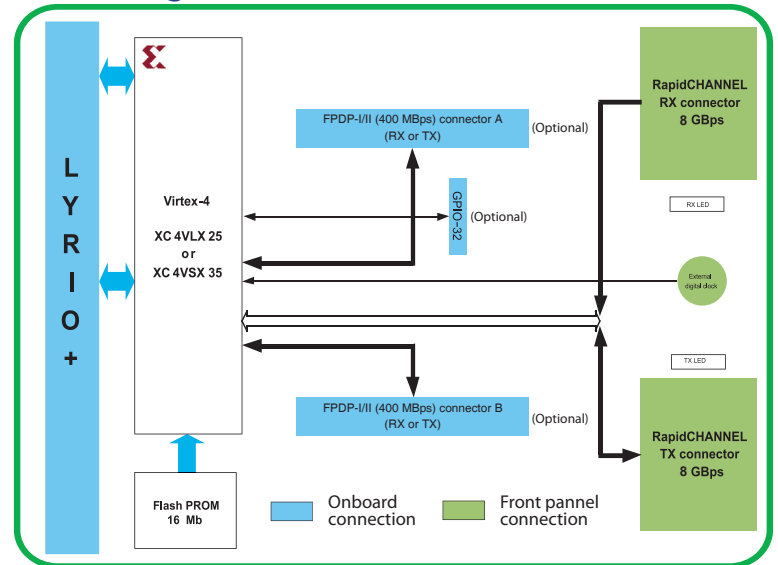 L
Y
R
I
O
+
Virtex-4
XC 4VLX 25
or
XC 4VSX 35
Flash PROM
16 Mb
FPDP-I/II (400 MBps) connector A
(RX or TX)
(Optional)
GPIO-32
(Optional)
FPDP-I/II (400 MBps) connector B
(RX or TX)
(Optional)
RapidCHANNEL
RX connector
8 GBps
RX LED
External
digital clock
TX LED
RapidCHANNEL
TX connector
8 GBps
Onboard
connection
Front pannel
connection